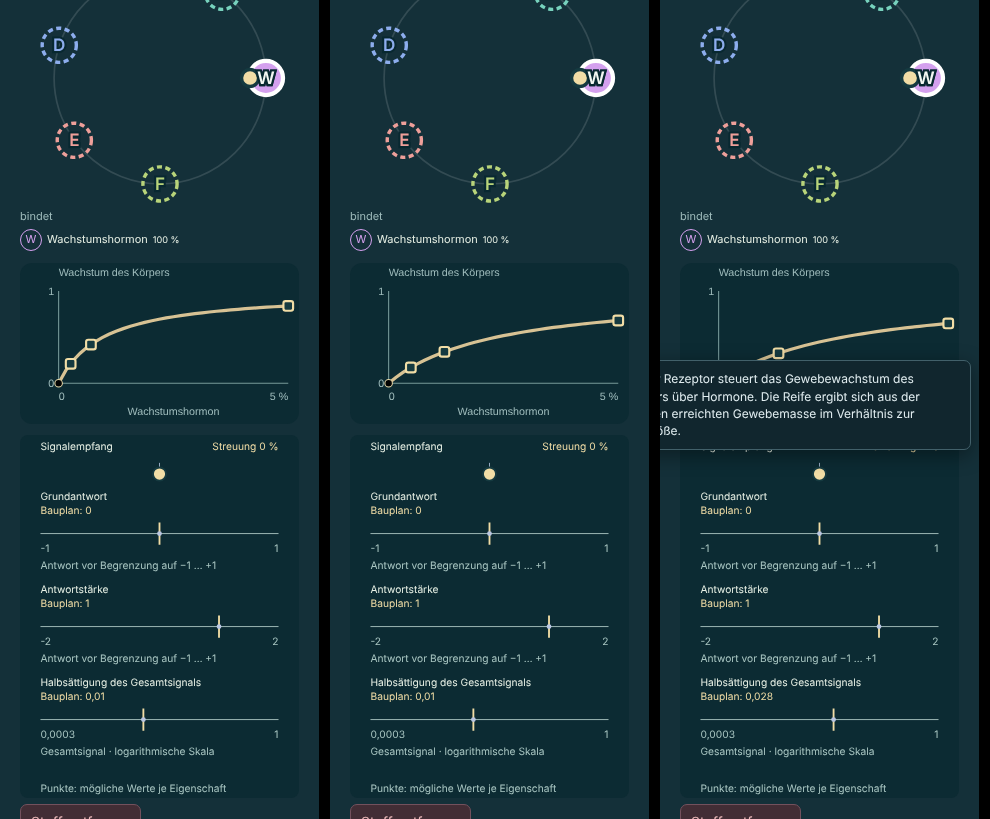 D
W
E
F
bindet
W Wachstumshormon 100 %
Wachstum des Körpers
1
0
0 5 %
Wachstumshormon
Signalempfang Streuung 0 %
Grundantwort
Bauplan: 0
-1 1
Antwort vor Begrenzung auf −1 … +1
Antwortstärke
Bauplan: 1
-2 2
Antwort vor Begrenzung auf −1 … +1
Halbsättigung des Gesamtsignals
Bauplan: 0,01
0,0003 1
Gesamtsignal · logarithmische Skala
Punkte: mögliche Werte je Eigenschaft
D
W
E
F
bindet
W Wachstumshormon 100 %
Wachstum des Körpers
1
0
0 5 %
Wachstumshormon
Signalempfang Streuung 0 %
Grundantwort
Bauplan: 0
-1 1
Antwort vor Begrenzung auf −1 … +1
Antwortstärke
Bauplan: 1
-2 2
Antwort vor Begrenzung auf −1 … +1
Halbsättigung des Gesamtsignals
Bauplan: 0,01
0,0003 1
Gesamtsignal · logarithmische Skala
Punkte: mögliche Werte je Eigenschaft
D
W
E
F
bindet
W Wachstumshormon 100 %
Wachstum des Körpers
1
Rezeptor steuert das Gewebewachstum des
über Hormone. Die Reife ergibt sich aus der
erreichten Gewebemasse im Verhältnis zur
Grundantwort
Bauplan: 0
-1 1
Antwort vor Begrenzung auf −1 … +1
Antwortstärke
Bauplan: 1
-2 2
Antwort vor Begrenzung auf −1 … +1
Halbsättigung des Gesamtsignals
Bauplan: 0,028
0,0003 1
Gesamtsignal · logarithmische Skala
Punkte: mögliche Werte je Eigenschaft